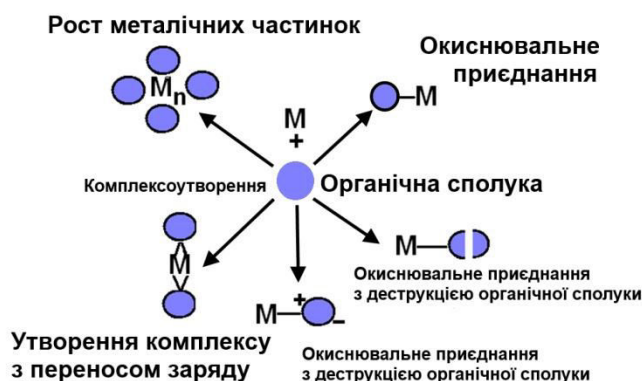 Рост металічних частинок
Окиснювальне
приєднання
Mn
M
M
+
Комплексоутворення
Органічна сполука
M
M
Окиснювальне приєднання
з деструкцією органічної сполуки
M + −
Утворення комплексу
з переносом заряду
Окиснювальне приєднання
з деструкцією органічної сполуки